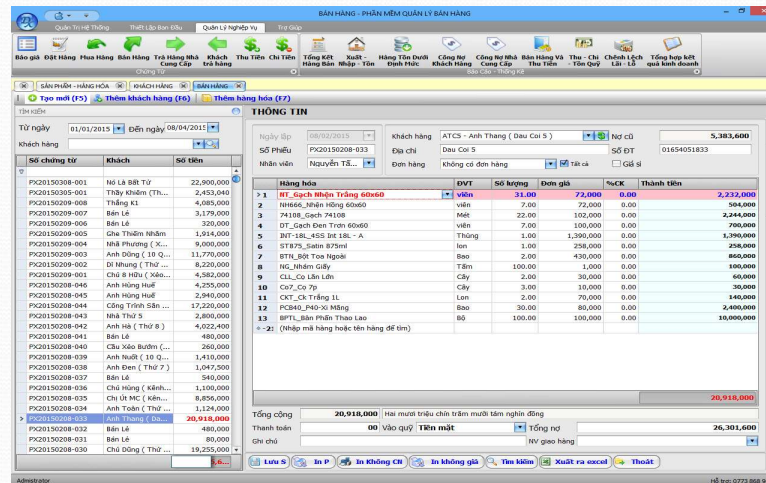 BÁN HÀNG - PHẦN MỀM QUẢN LÝ BÁN HÀNG
Quản Trị Hệ Thống Thiết Lập Ban Đầu Quản Lý Nghiệp Vụ Trợ Giúp
Báo giá Đặt Hàng Mua Hàng Bán Hàng Trả Hàng Nhà Cung Cấp Khách trả hàng Thu Tiền Chi Tiền Tổng Kết Hàng Bán Xuất - Nhập - Tồn Hàng Tồn Dưới Định Mức Công Nợ Khách Hàng Công Nợ Nhà Cung Cấp Bán Hàng Và Thu Tiền Thu - Chi - Tồn Quỹ Chênh Lệch Lãi - Lỗ Tổng hợp kết quả kinh doanh
Chứng Từ Báo Cáo - Thống Kê
SẢN PHẨM - HÀNG HÓA KHÁCH HÀNG BÁN HÀNG
Tạo mới (F5) Thêm khách hàng (F6) Thêm hàng hóa (F7)
TÌM KIẾM
Từ ngày 01/01/2015 Đến ngày 08/04/2015
Khách hàng
Số chứng từ Khách Số tiền
PX20150308-001 Nó Là Bất Tử 22,900,000
PX20150305-001 Thầy Khiêm (Th... 2,453,040
PX20150209-008 Thắng K1 4,085,000
PX20150209-007 Bán Lẻ 3,179,000
PX20150209-006 Bán Lẻ 320,000
PX20150209-005 Ghe Thiềm Nhăm 1,914,000
PX20150209-004 Nhã Phương ( X... 9,000,000
PX20150209-003 Anh Dũng ( 10 Q... 11,770,000
PX20150209-002 Dì Nhung ( Thứ ... 8,220,000
PX20150209-001 Chú 8 Hữu ( Xẻo... 4,582,000
PX20150208-046 Anh Hùng Huế 4,255,000
PX20150208-045 Anh Hùng Huế 2,940,000
PX20150208-044 Công Trình Sân ... 17,220,000
PX20150208-043 Nhà Thứ 5 2,800,000
PX20150208-042 Anh Hà ( Thứ 8 ) 4,022,400
PX20150208-041 Bán Lẻ 480,000
PX20150208-040 Cầu Xẻo Bướm (... 260,000
PX20150208-039 Anh Nuốt ( 10 Q... 1,410,000
PX20150208-038 Anh Đen ( Thứ 7 ) 1,047,500
PX20150208-037 Bán Lẻ 540,000
PX20150208-036 Chú Hùng ( Kênh... 1,100,000
PX20150208-035 Chị Út MC ( Kên... 8,856,000
PX20150208-034 Anh Toàn ( Thứ ... 1,124,000
PX20150208-033 Anh Thang ( Da... 20,918,000
PX20150208-032 Bán Lẻ 480,000
PX20150208-031 Bán Lẻ 80,000
PX20150208-030 Chú Dũng ( Thứ ... 19,255,000
THÔNG TIN
Ngày lập 08/02/2015 Khách hàng ATC5 - Anh Thang ( Dau Coi 5 ) Nợ cũ 5,383,600
Số Phiếu PX20150208-033 Địa chỉ Dau Coi 5 Số ĐT 01654051833
Nhân viên Nguyễn Tấ... Đơn hàng Không có đơn hàng Tất cả Giá sỉ
Hàng hóa ĐVT Số lượng Đơn giá %CK Thành tiền
1 NT_Gạch Nhện Trắng 60x60 viên 31.00 72,000 0.00 2,232,000
2 NH666_Nhện Hồng 60x60 viên 7.00 72,000 0.00 504,000
3 74108_Gạch 74108 Mét 22.00 102,000 0.00 2,244,000
4 DT_Gạch Đen Trơn 60x60 viên 7.00 100,000 0.00 700,000
5 INT-18L_4SS Int 18L - A Thùng 1.00 1,390,000 0.00 1,390,000
6 ST875_Satin 875ml lon 1.00 258,000 0.00 258,000
7 BTN_Bột Toa Ngoài Bao 2.00 430,000 0.00 860,000
8 NG_Nhám Giấy Tấm 100.00 1,000 0.00 100,000
9 CLL_Cọ Lăn Lớn Cây 2.00 30,000 0.00 60,000
10 Co7_Cọ 7p Cây 3.00 10,000 0.00 30,000
11 CKT_Ck Trắng 1L Lon 2.00 70,000 0.00 140,000
12 PCB40_P40-Xi Măng Bao 30.00 80,000 0.00 2,400,000
13 BPTL_Bàn Phấn Thao Lao Bộ 100.00 100,000 0.00 10,000,000
(Nhập mã hàng hoặc tên hàng để tìm)
20,918,000
Tổng cộng 20,918,000 Hai mươi triệu chín trăm mười tám nghìn đồng
Thanh toán 00 Vào quỹ Tiền mặt Tổng nợ 26,301,600
Ghi chú NV giao hàng
Lưu S In P In Không CN In không giá Tìm kiếm Xuất ra excel Thoát
Admistrator Hỗ trợ: 0773 868 9